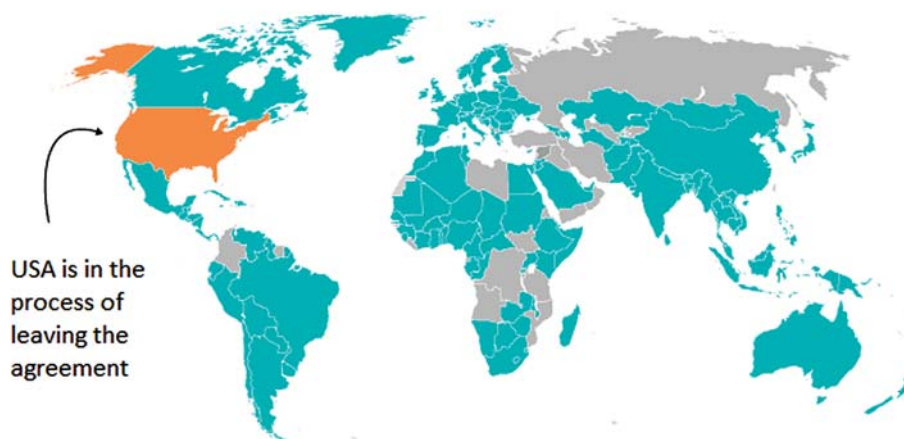 USA is in the
process of
leaving the
agreement